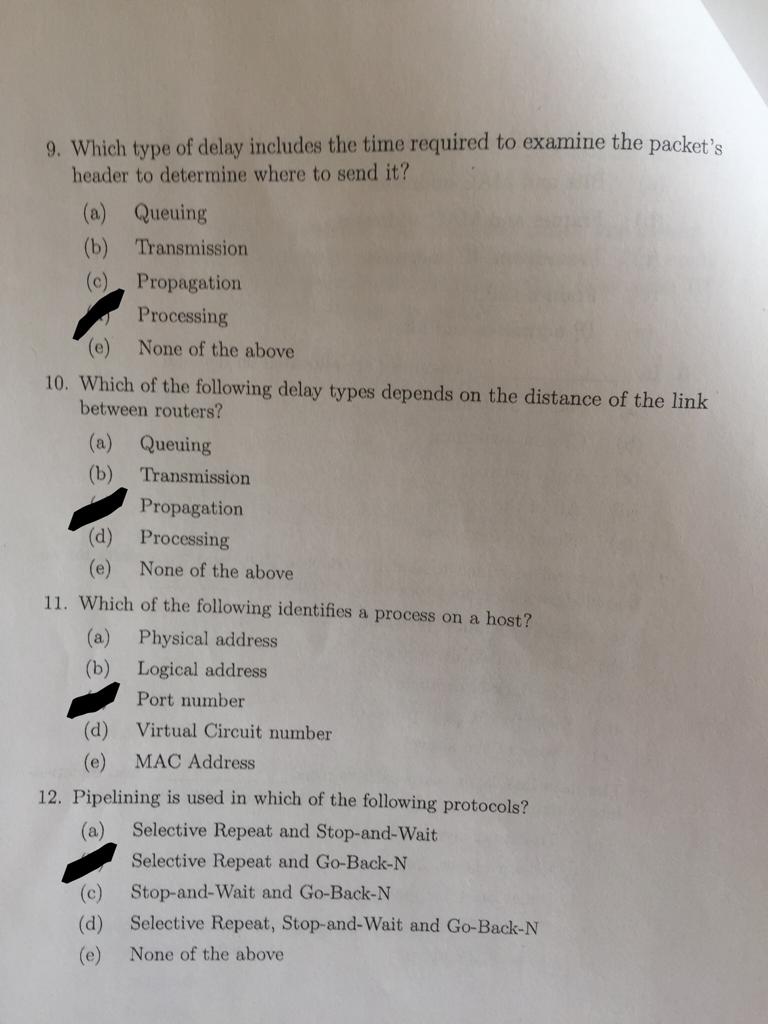 9. Which type of delay includes the time required to examine the packet's
header to determine where to send it?
(a) Queuing
(b) Transmission
(c) Propagation
Processing
(e) None of the above
10. Which of the following delay types depends on the distance of the link
between routers?
(a) Queuing
(b) Transmission
Propagation
(d) Processing
(e) None of the above
11. Which of the following identifies a process on a host?
(a) Physical address
(b) Logical address
Port number
(d) Virtual Circuit number
(e) MAC Address
12. Pipelining is used in which of the following protocols?
(a) Selective Repeat and Stop-and-Wait
Selective Repeat and Go-Back-N
(c) Stop-and-Wait and Go-Back-N
(d) Selective Repeat, Stop-and-Wait and Go-Back-N
(e) None of the above